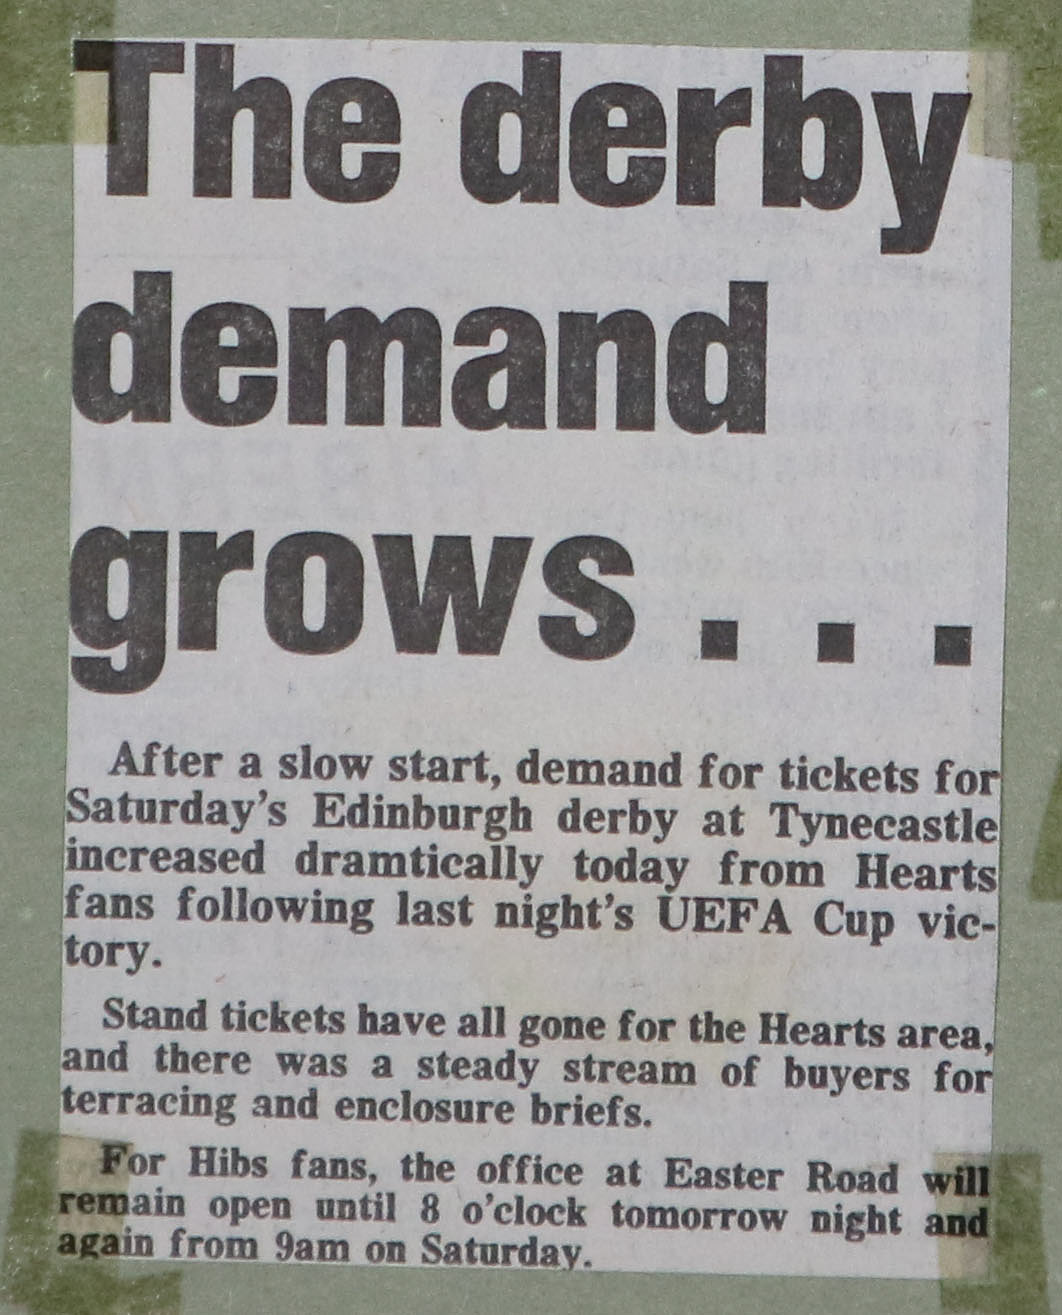 The derby
demand
grows . . .
After a slow start, demand for tickets for
Saturday's Edinburgh derby at Tynecastle
increased dramtically today from Hearts
fans following last night's UEFA Cup vic-
tory.
Stand tickets have all gone for the Hearts area,
and there was a steady stream of buyers for
terracing and enclosure briefs.
For Hibs fans, the office at Easter Road will
remain open until 8 o'clock tomorrow night and
again from 9am on Saturday.